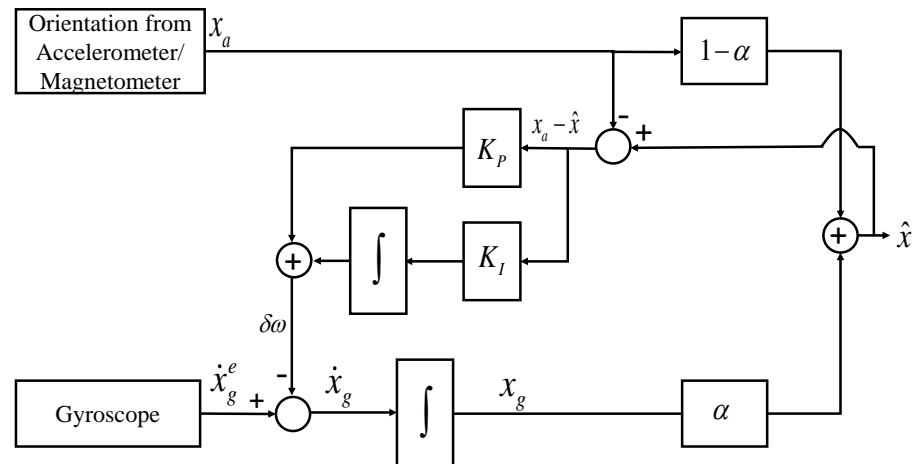 Orientation from
Accelerometer/
Magnetometer
x_a
1−α
-
+
x_a − x̂
K_P
+
x̂
+
∫
K_I
δω
-
ẋ_g^e
+
ẋ_g
x_g
Gyroscope
∫
α